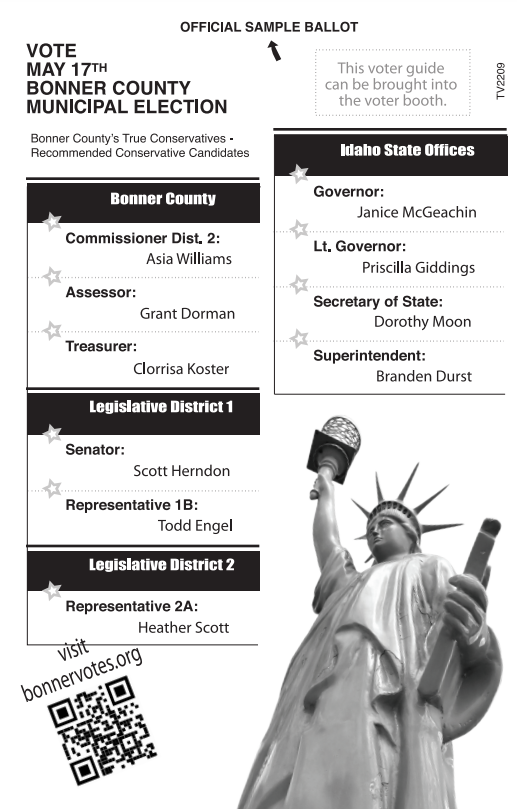 OFFICIAL SAMPLE BALLOT
VOTE
MAY 17TH
BONNER COUNTY
MUNICIPAL ELECTION
This voter guide
can be brought into
the voter booth.
TV2209
Bonner County's True Conservatives -
Recommended Conservative Candidates
Bonner County
Commissioner Dist. 2:
Asia Williams
Assessor:
Grant Dorman
Treasurer:
Clorrisa Koster
Legislative District 1
Senator:
Scott Herndon
Representative 1B:
Todd Engel
Legislative District 2
Representative 2A:
Heather Scott
visit
bonnervotes.org
Idaho State Offices
Governor:
Janice McGeachin
Lt. Governor:
Priscilla Giddings
Secretary of State:
Dorothy Moon
Superintendent:
Branden Durst